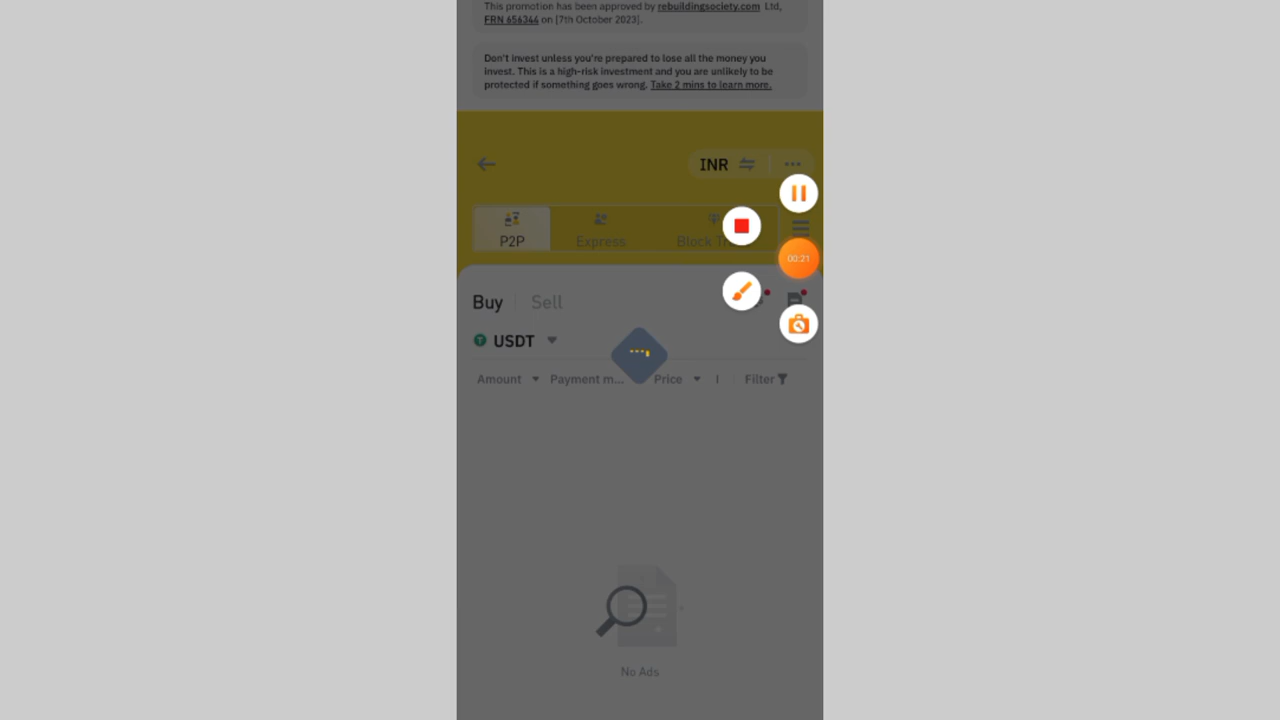 This promotion has been approved by rebuildingsociety.com Ltd,
FRN 656344 on [7th October 2023].
Don't invest unless you're prepared to lose all the money you
invest. This is a high-risk investment and you are unlikely to be
protected if something goes wrong. Take 2 mins to learn more.
INR
P2P Express Block
00:21
Buy Sell
USDT
Amount Payment m... Price Filter
No Ads